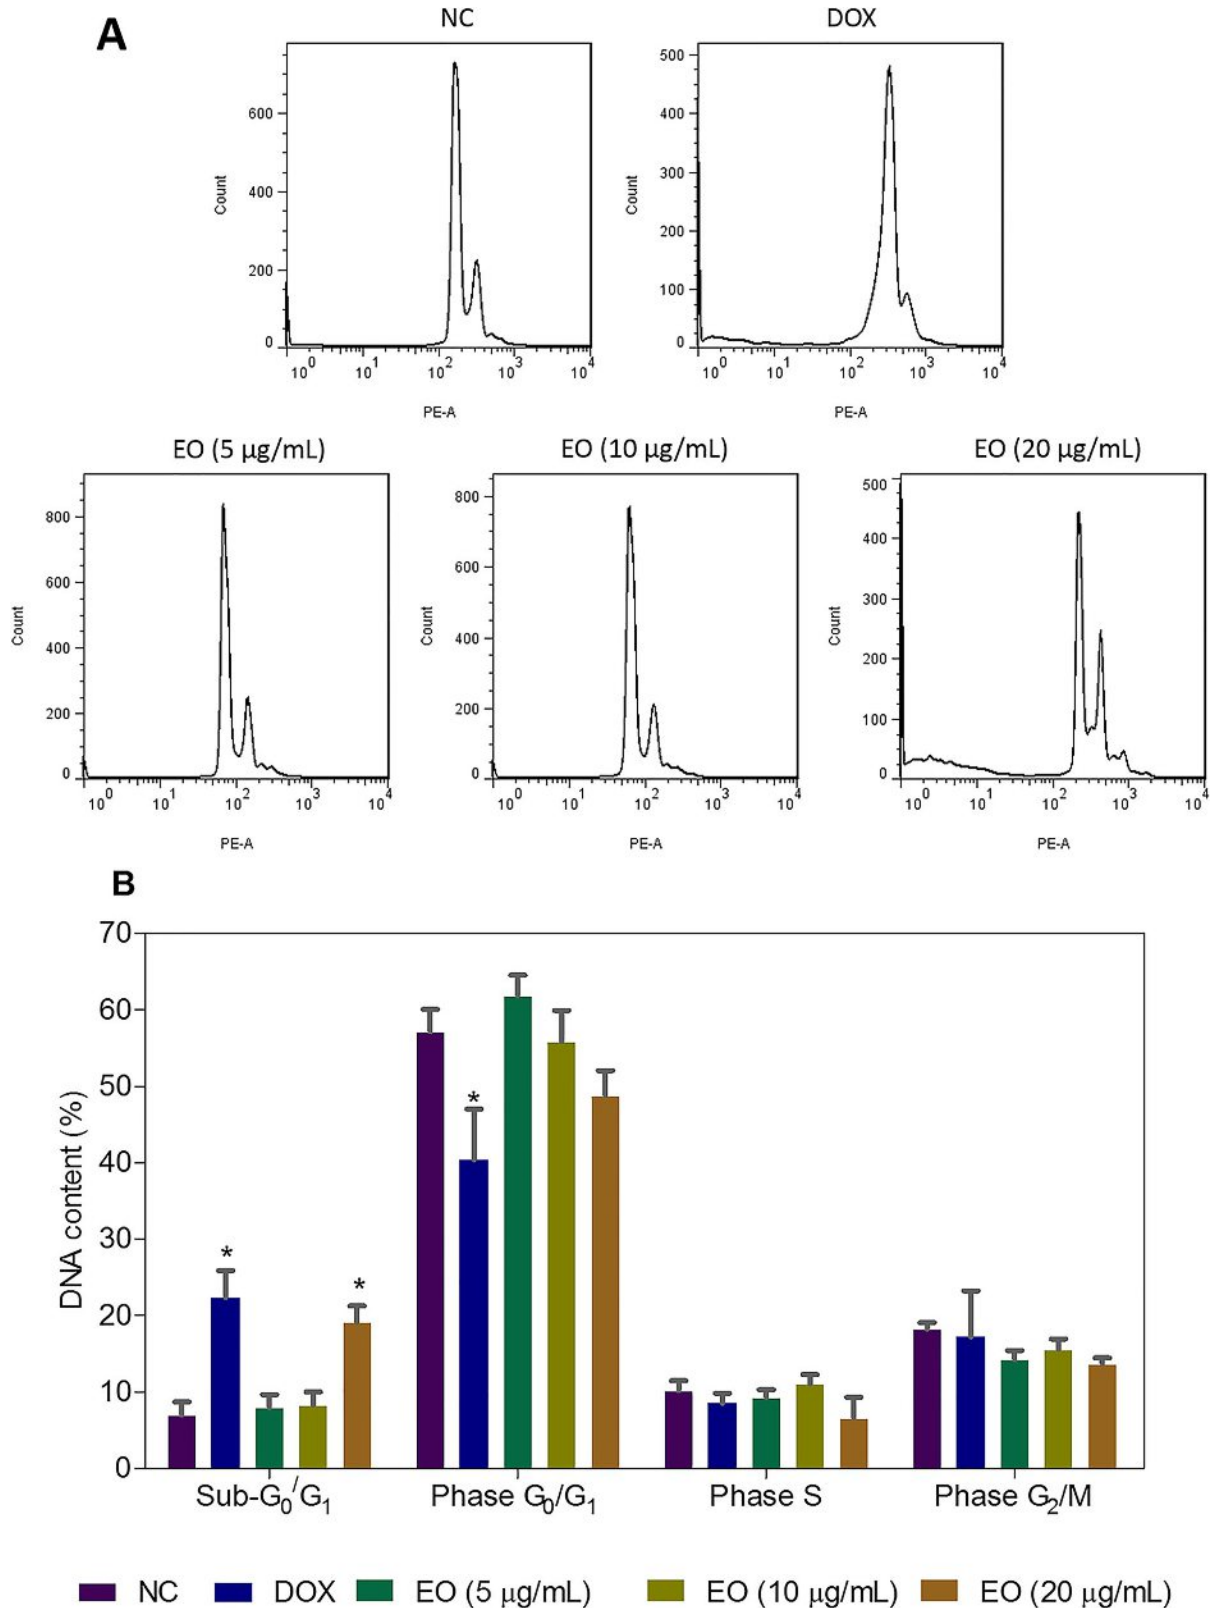 A
NC
DOX
600
400
200
0
Count
10^0 10^1 10^2 10^3 10^4
PE-A
500
400
300
200
100
0
Count
10^0 10^1 10^2 10^3 10^4
PE-A
EO (5 µg/mL)
EO (10 µg/mL)
EO (20 µg/mL)
800
600
400
200
0
Count
10^0 10^1 10^2 10^3 10^4
PE-A
800
600
400
200
0
Count
10^0 10^1 10^2 10^3 10^4
PE-A
500
400
300
200
100
0
Count
10^0 10^1 10^2 10^3 10^4
PE-A
B
70
60
50
40
30
20
10
0
DNA content (%)
*
*
*
Sub-G0/G1
Phase G0/G1
Phase S
Phase G2/M
NC
DOX
EO (5 µg/mL)
EO (10 µg/mL)
EO (20 µg/mL)